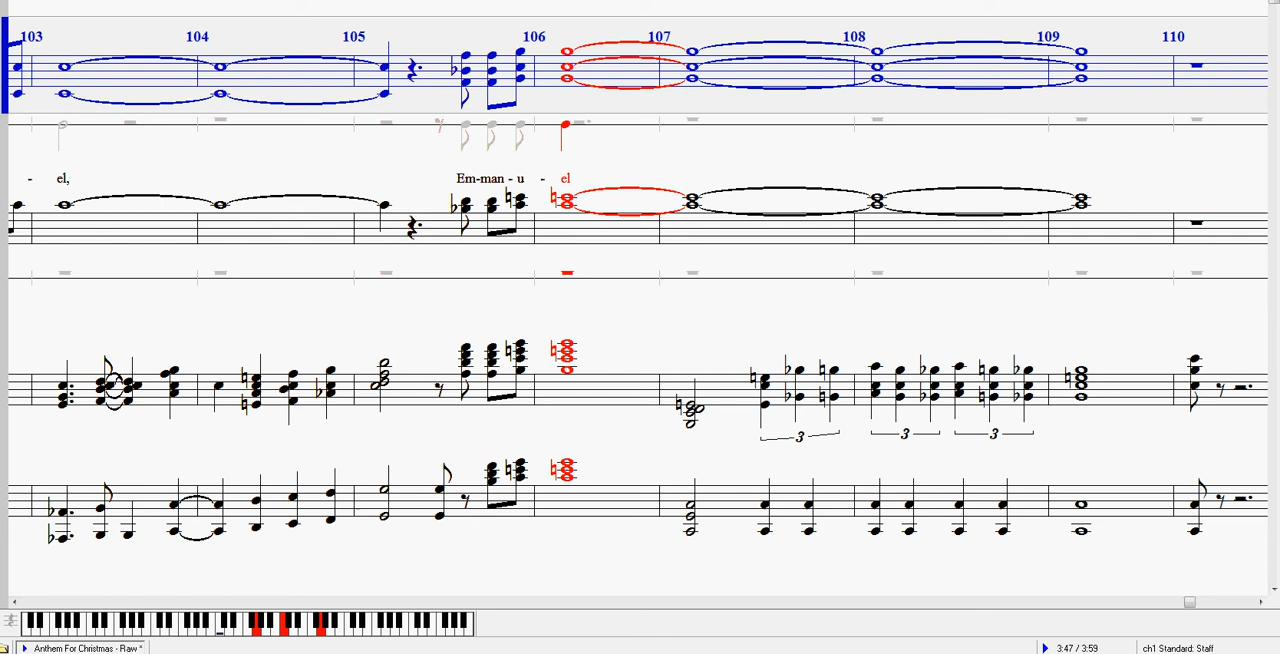 103 104 105 106 107 108 109 110
- el, Em-man - u - el
3 3 3
Anthem For Christmas - Raw * 3:47 / 3:59 ch1 Standard: Staff